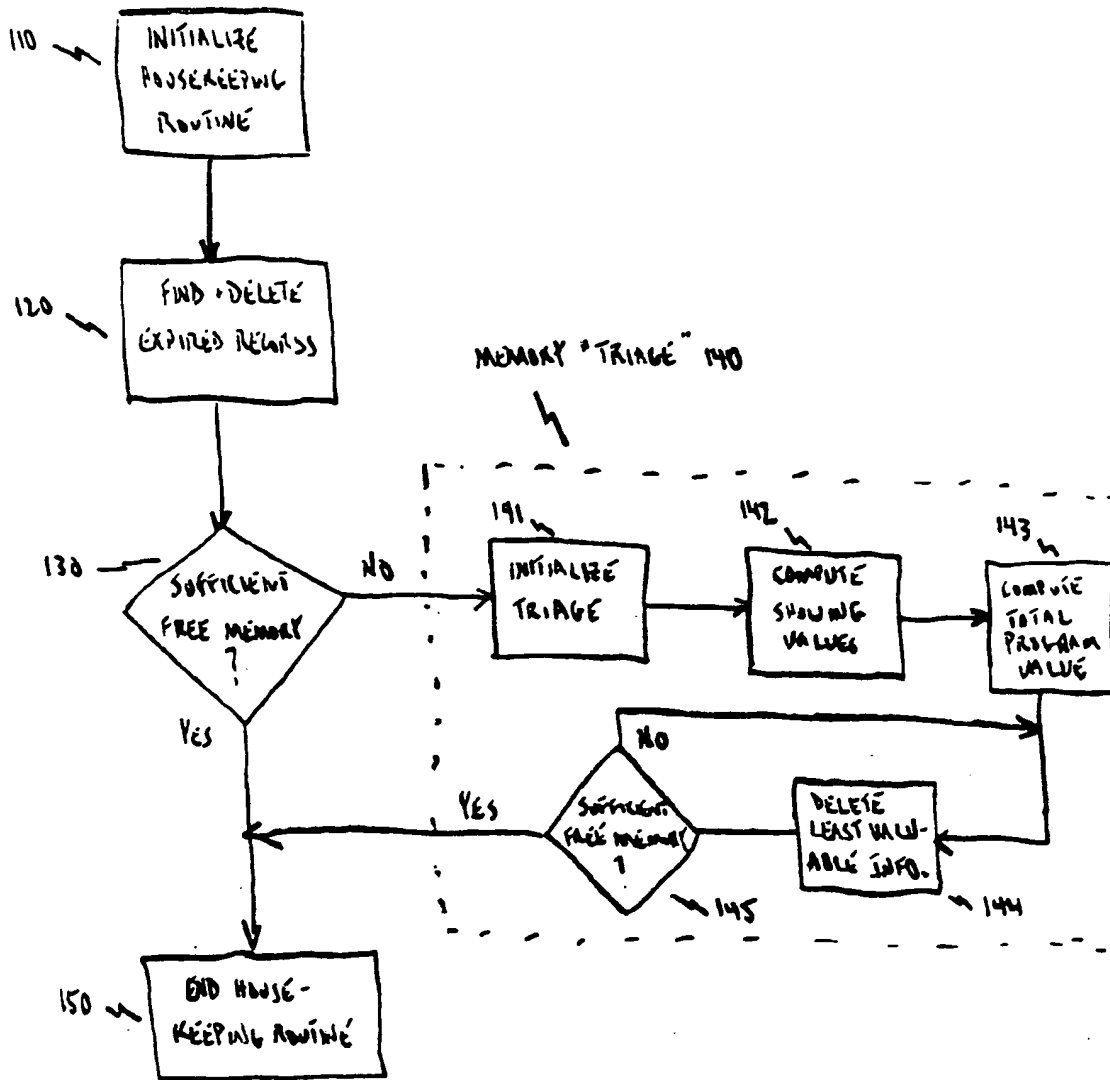 110
INITIALIZE
HOUSEKEEPING
ROUTINE
120
FIND + DELETE
EXPIRED RECORDS
MEMORY "TRIAGE" 140
130
SUFFICIENT
FREE MEMORY
?
NO
YES
141
INITIALIZE
TRIAGE
142
COMPUTE
SHOWING
VALUES
143
COMPUTE
TOTAL
PROGRAM
VALUE
NO
YES
SUFFICIENT
FREE MEMORY
?
145
DELETE
LEAST VALU-
ABLE INFO.
144
150
END HOUSE-
KEEPING ROUTINE